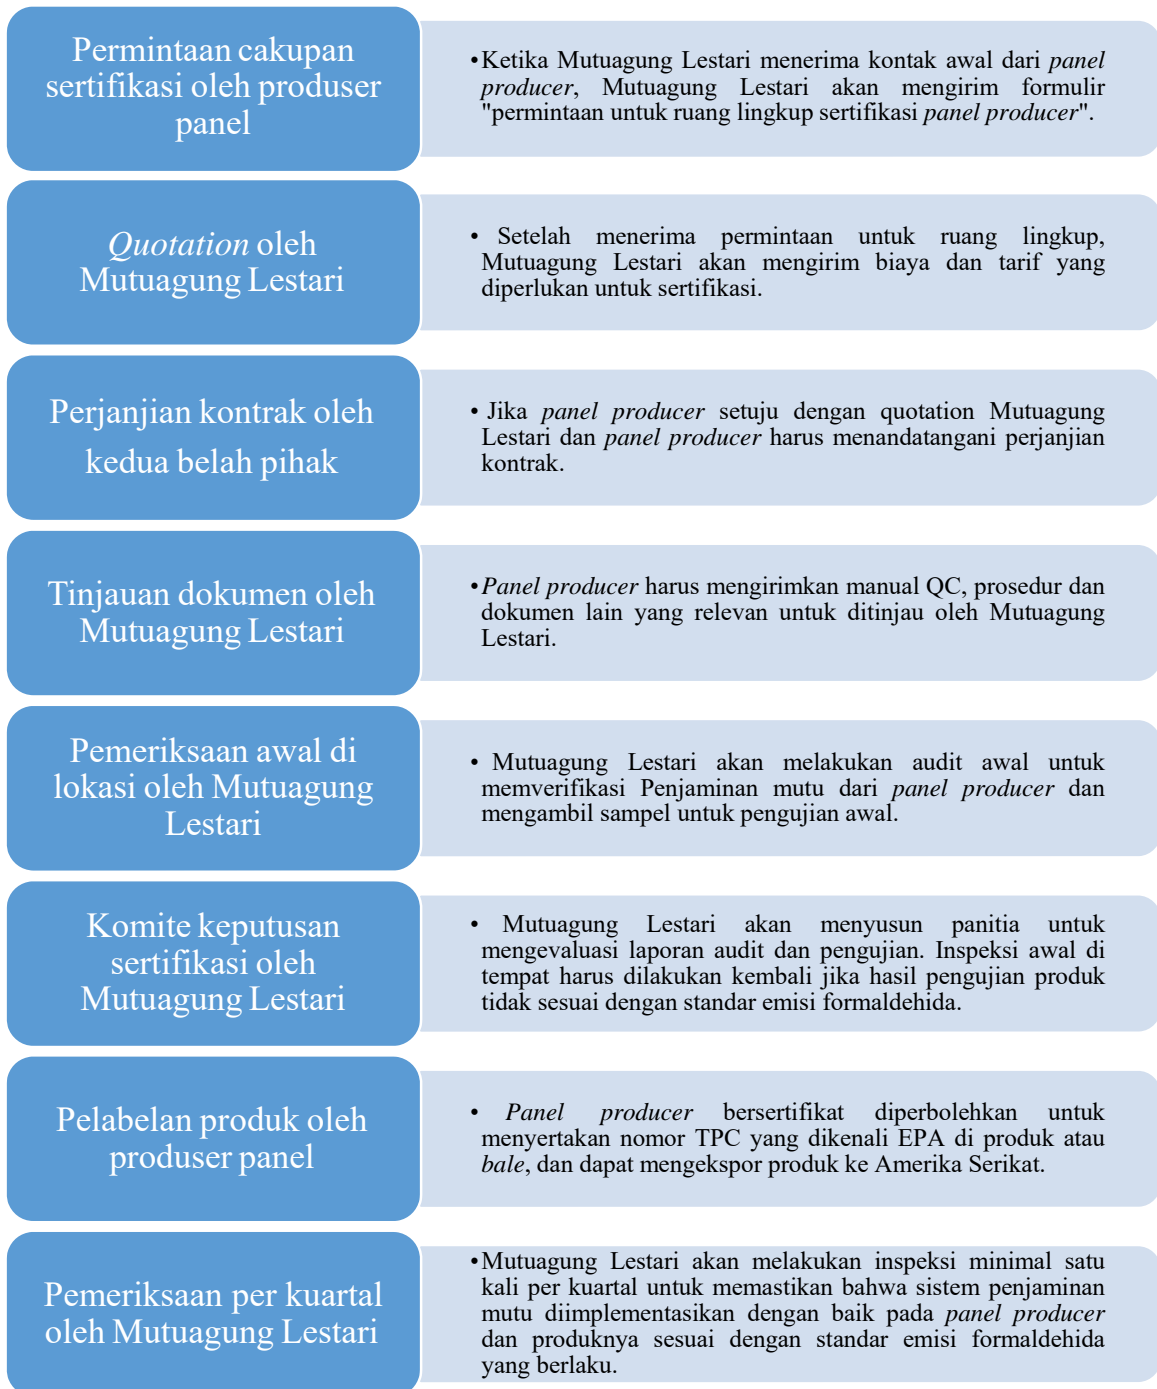 Permintaan cakupan
sertifikasi oleh produser
panel
•Ketika Mutuagung Lestari menerima kontak awal dari panel
producer, Mutuagung Lestari akan mengirim formulir
"permintaan untuk ruang lingkup sertifikasi panel producer".
Quotation oleh
Mutuagung Lestari
• Setelah menerima permintaan untuk ruang lingkup,
Mutuagung Lestari akan mengirim biaya dan tarif yang
diperlukan untuk sertifikasi.
Perjanjian kontrak oleh
kedua belah pihak
• Jika panel producer setuju dengan quotation Mutuagung
Lestari dan panel producer harus menandatangani perjanjian
kontrak.
Tinjauan dokumen oleh
Mutuagung Lestari
•Panel producer harus mengirimkan manual QC, prosedur dan
dokumen lain yang relevan untuk ditinjau oleh Mutuagung
Lestari.
Pemeriksaan awal di
lokasi oleh Mutuagung
Lestari
• Mutuagung Lestari akan melakukan audit awal untuk
memverifikasi Penjaminan mutu dari panel producer dan
mengambil sampel untuk pengujian awal.
Komite keputusan
sertifikasi oleh
Mutuagung Lestari
• Mutuagung Lestari akan menyusun panitia untuk
mengevaluasi laporan audit dan pengujian. Inspeksi awal di
tempat harus dilakukan kembali jika hasil pengujian produk
tidak sesuai dengan standar emisi formaldehida.
Pelabelan produk oleh
produser panel
• Panel producer bersertifikat diperbolehkan untuk
menyertakan nomor TPC yang dikenali EPA di produk atau
bale, dan dapat mengekspor produk ke Amerika Serikat.
Pemeriksaan per kuartal
oleh Mutuagung Lestari
•Mutuagung Lestari akan melakukan inspeksi minimal satu
kali per kuartal untuk memastikan bahwa sistem penjaminan
mutu diimplementasikan dengan baik pada panel producer
dan produknya sesuai dengan standar emisi formaldehida
yang berlaku.